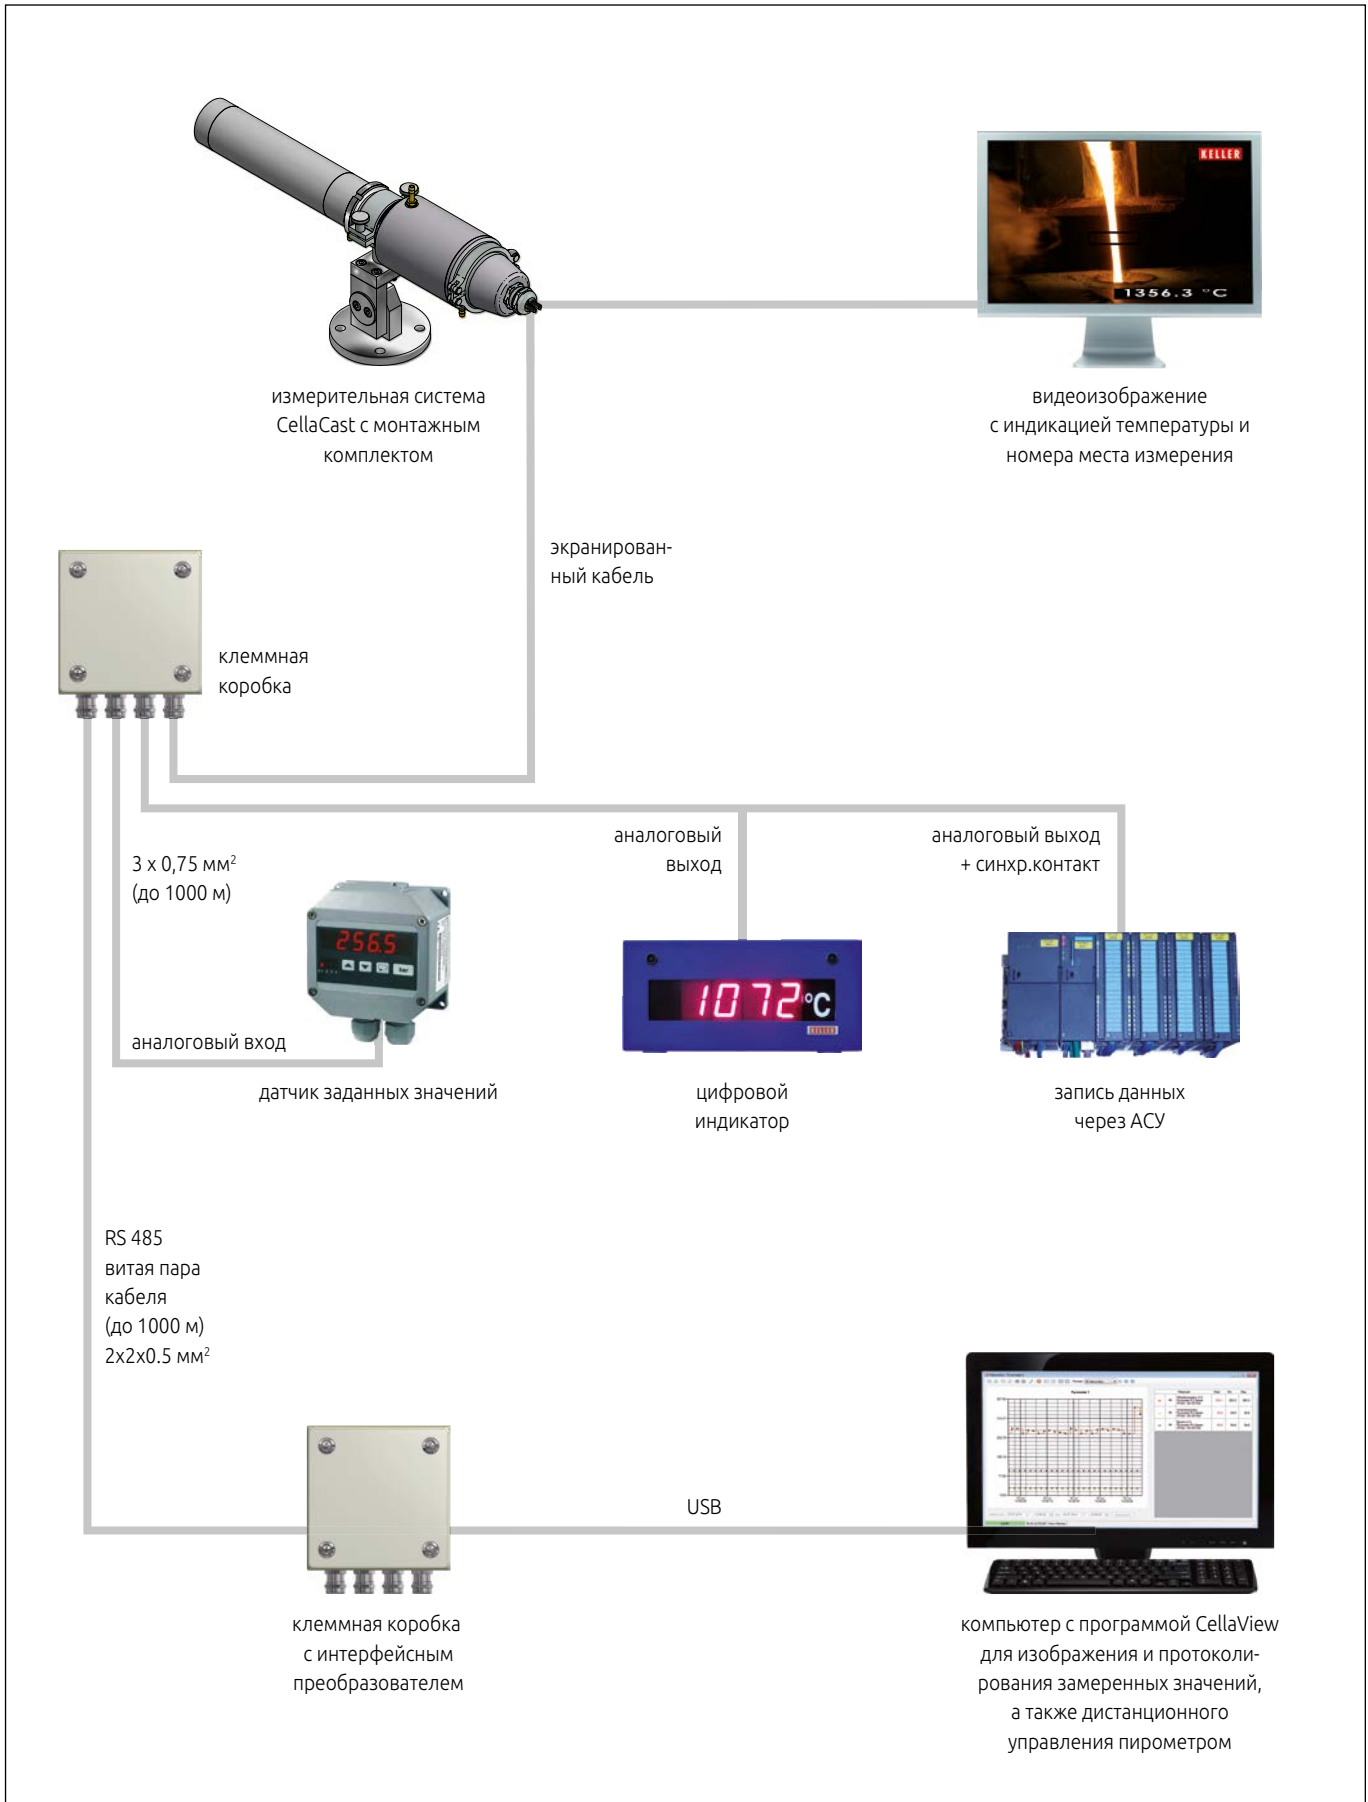 KELLER
1356.3 °C
измерительная система
CellaCast с монтажным
комплектом
видеоизображение
с индикацией температуры и
номера места измерения
экранирован-
ный кабель
клеммная
коробка
аналоговый
выход
аналоговый выход
+ синхр.контакт
3 x 0,75 мм²
(до 1000 м)
256.5
1072°C
KELLER
аналоговый вход
датчик заданных значений
цифровой
индикатор
запись данных
через АСУ
RS 485
витая пара
кабеля
(до 1000 м)
2x2x0.5 мм²
USB
клеммная коробка
с интерфейсным
преобразователем
компьютер с программой CellaView
для изображения и протоколи-
рования замеренных значений,
а также дистанционного
управления пирометром